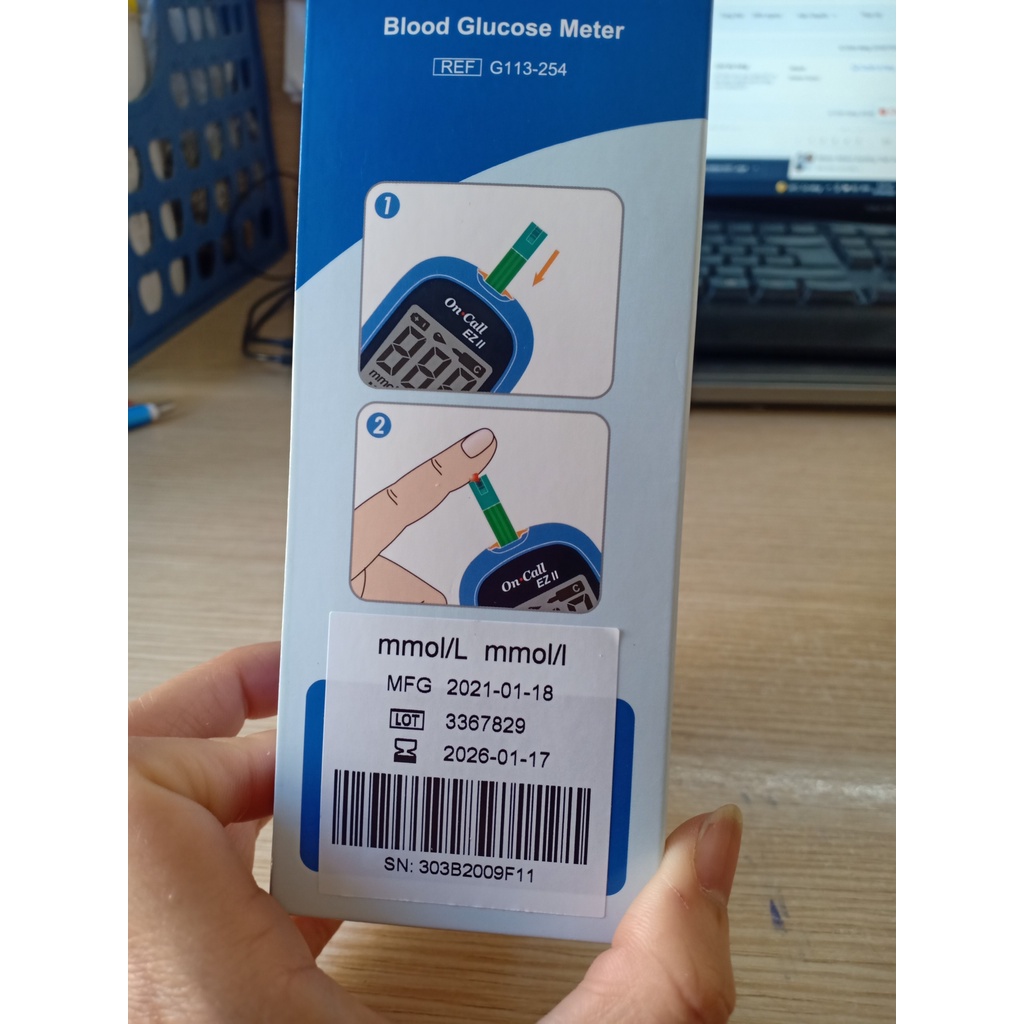 Blood Glucose Meter
REF G113-254
1
On•Call
EZ II
C
2
On•Call
EZ II
C
mmol/L mmol/l
MFG 2021-01-18
LOT 3367829
2026-01-17
SN: 303B2009F11